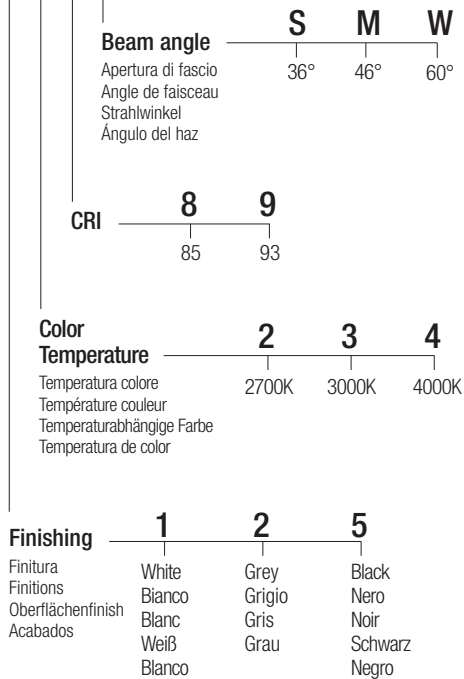 Beam angle
Apertura di fascio
Angle de faisceau
Strahlwinkel
Ángulo del haz
S M W
36° 46° 60°
CRI
8 9
85 93
Color
Temperature
Temperatura colore
Température couleur
Temperaturabhängige Farbe
Temperatura de color
2 3 4
2700K 3000K 4000K
Finishing
Finitura
Finitions
Oberflächenfinish
Acabados
1 2 5
White Grey Black
Bianco Grigio Nero
Blanc Gris Noir
Weiß Grau Schwarz
Blanco Negro